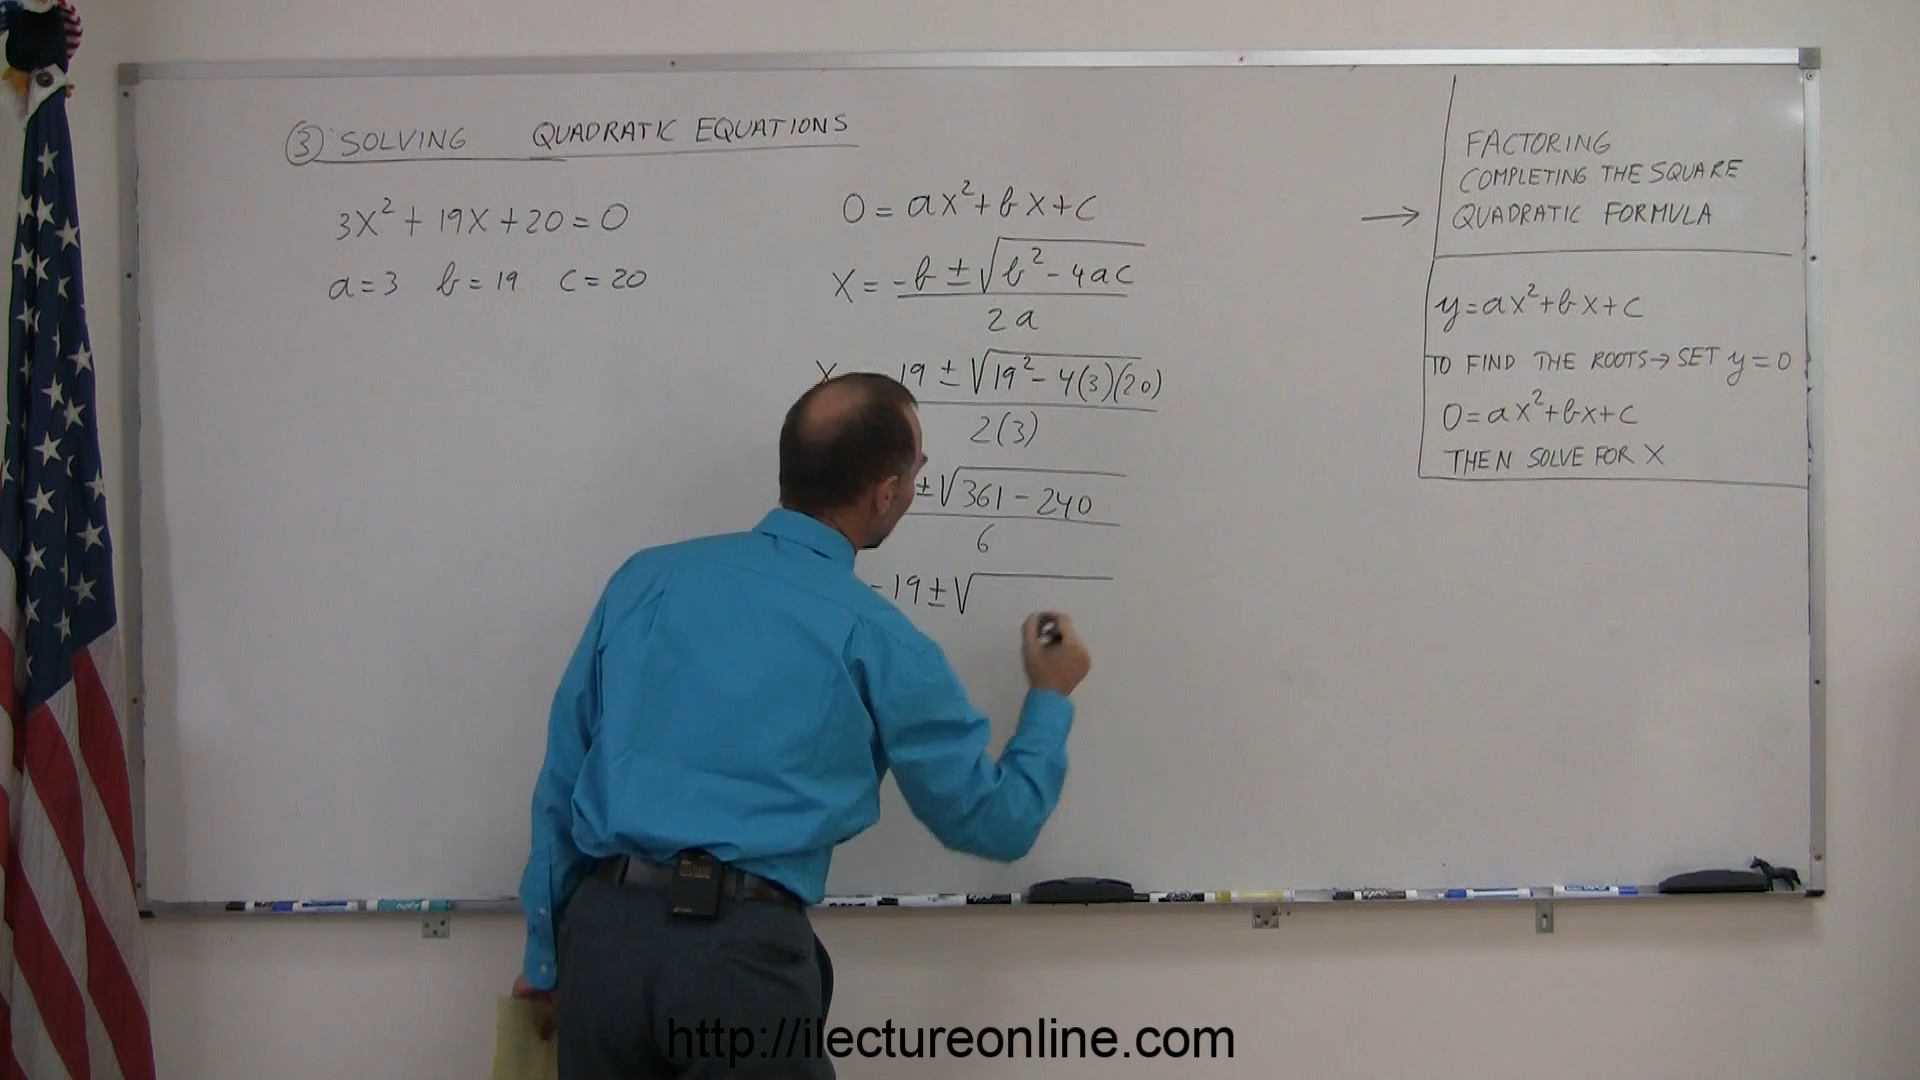 ③ SOLVING QUADRATIC EQUATIONS
3X² + 19X + 20 = 0
a = 3 b = 19 c = 20
0 = ax² + bx + c
X = -b ± √b² - 4ac
2a
X 19 ± √19² - 4(3)(20)
2(3)
± √361 - 240
6
- 19 ± √
FACTORING
COMPLETING THE SQUARE
→ QUADRATIC FORMULA
y = ax² + bx + c
TO FIND THE ROOTS → SET y = 0
0 = ax² + bx + c
THEN SOLVE FOR X
http://ilectureonline.com